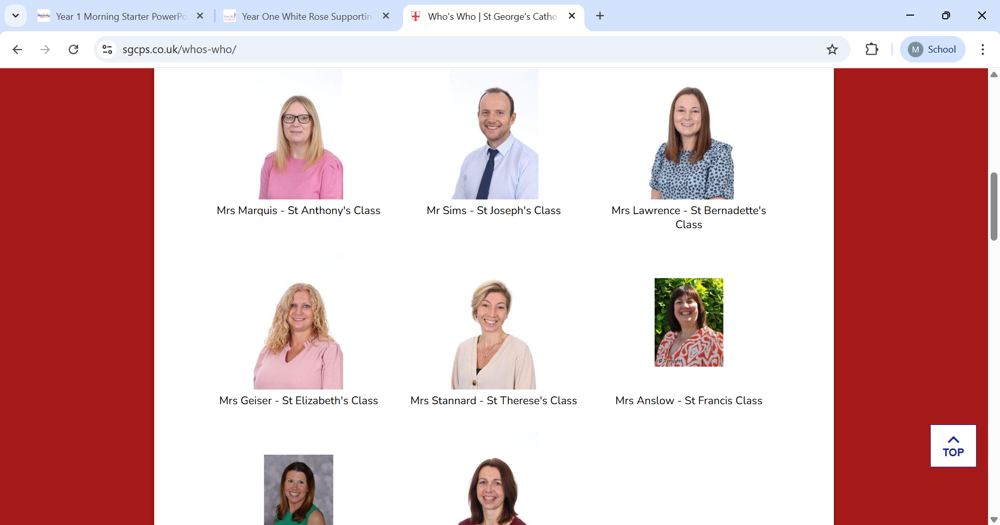 Year 1 Morning Starter PowerPo
Year One White Rose Supportin
Who's Who | St George's Catho
sgcps.co.uk/whos-who/
M
School
Mrs Marquis - St Anthony's Class
Mr Sims - St Joseph's Class
Mrs Lawrence - St Bernadette's
Class
© Tempest
Mrs Geiser - St Elizabeth's Class
Mrs Stannard - St Therese's Class
Mrs Anslow - St Francis Class
TOP